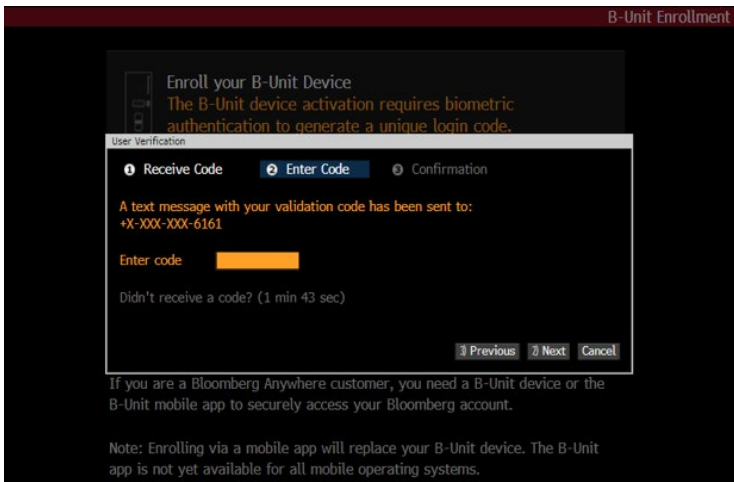 B-Unit Enrollment
Enroll your B-Unit Device
The B-Unit device activation requires biometric
authentication to generate a unique login code.
User Verification
1 Receive Code 2 Enter Code 3 Confirmation
A text message with your validation code has been sent to:
+X-XXX-XXX-6161
Enter code
Didn't receive a code? (1 min 43 sec)
3) Previous 2) Next Cancel
If you are a Bloomberg Anywhere customer, you need a B-Unit device or the
B-Unit mobile app to securely access your Bloomberg account.
Note: Enrolling via a mobile app will replace your B-Unit device. The B-Unit
app is not yet available for all mobile operating systems.